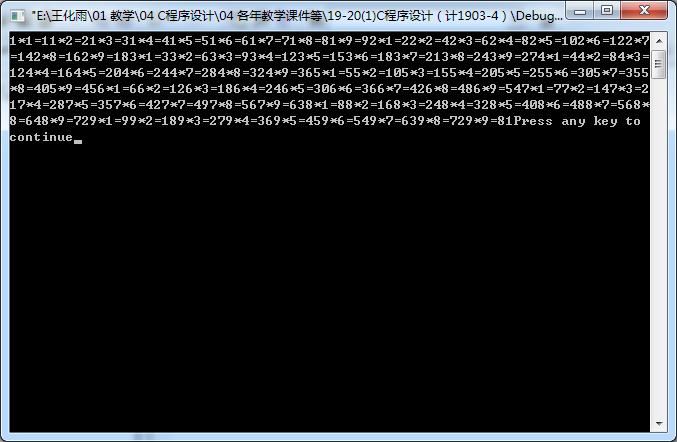 "E:\王化雨\01 教学\04 C程序设计\04 各年教学课件等\19-20(1)C程序设计（计1903-4）\Debug...
1*1=11*2=21*3=31*4=41*5=51*6=61*7=71*8=81*9=92*1=22*2=42*3=62*4=82*5=102*6=122*7
=142*8=162*9=183*1=33*2=63*3=93*4=123*5=153*6=183*7=213*8=243*9=274*1=44*2=84*3=
124*4=164*5=204*6=244*7=284*8=324*9=365*1=55*2=105*3=155*4=205*5=255*6=305*7=355
*8=405*9=456*1=66*2=126*3=186*4=246*5=306*6=366*7=426*8=486*9=547*1=77*2=147*3=2
17*4=287*5=357*6=427*7=497*8=567*9=638*1=88*2=168*3=248*4=328*5=408*6=488*7=568*
8=648*9=729*1=99*2=189*3=279*4=369*5=459*6=549*7=639*8=729*9=81Press any key to
continue